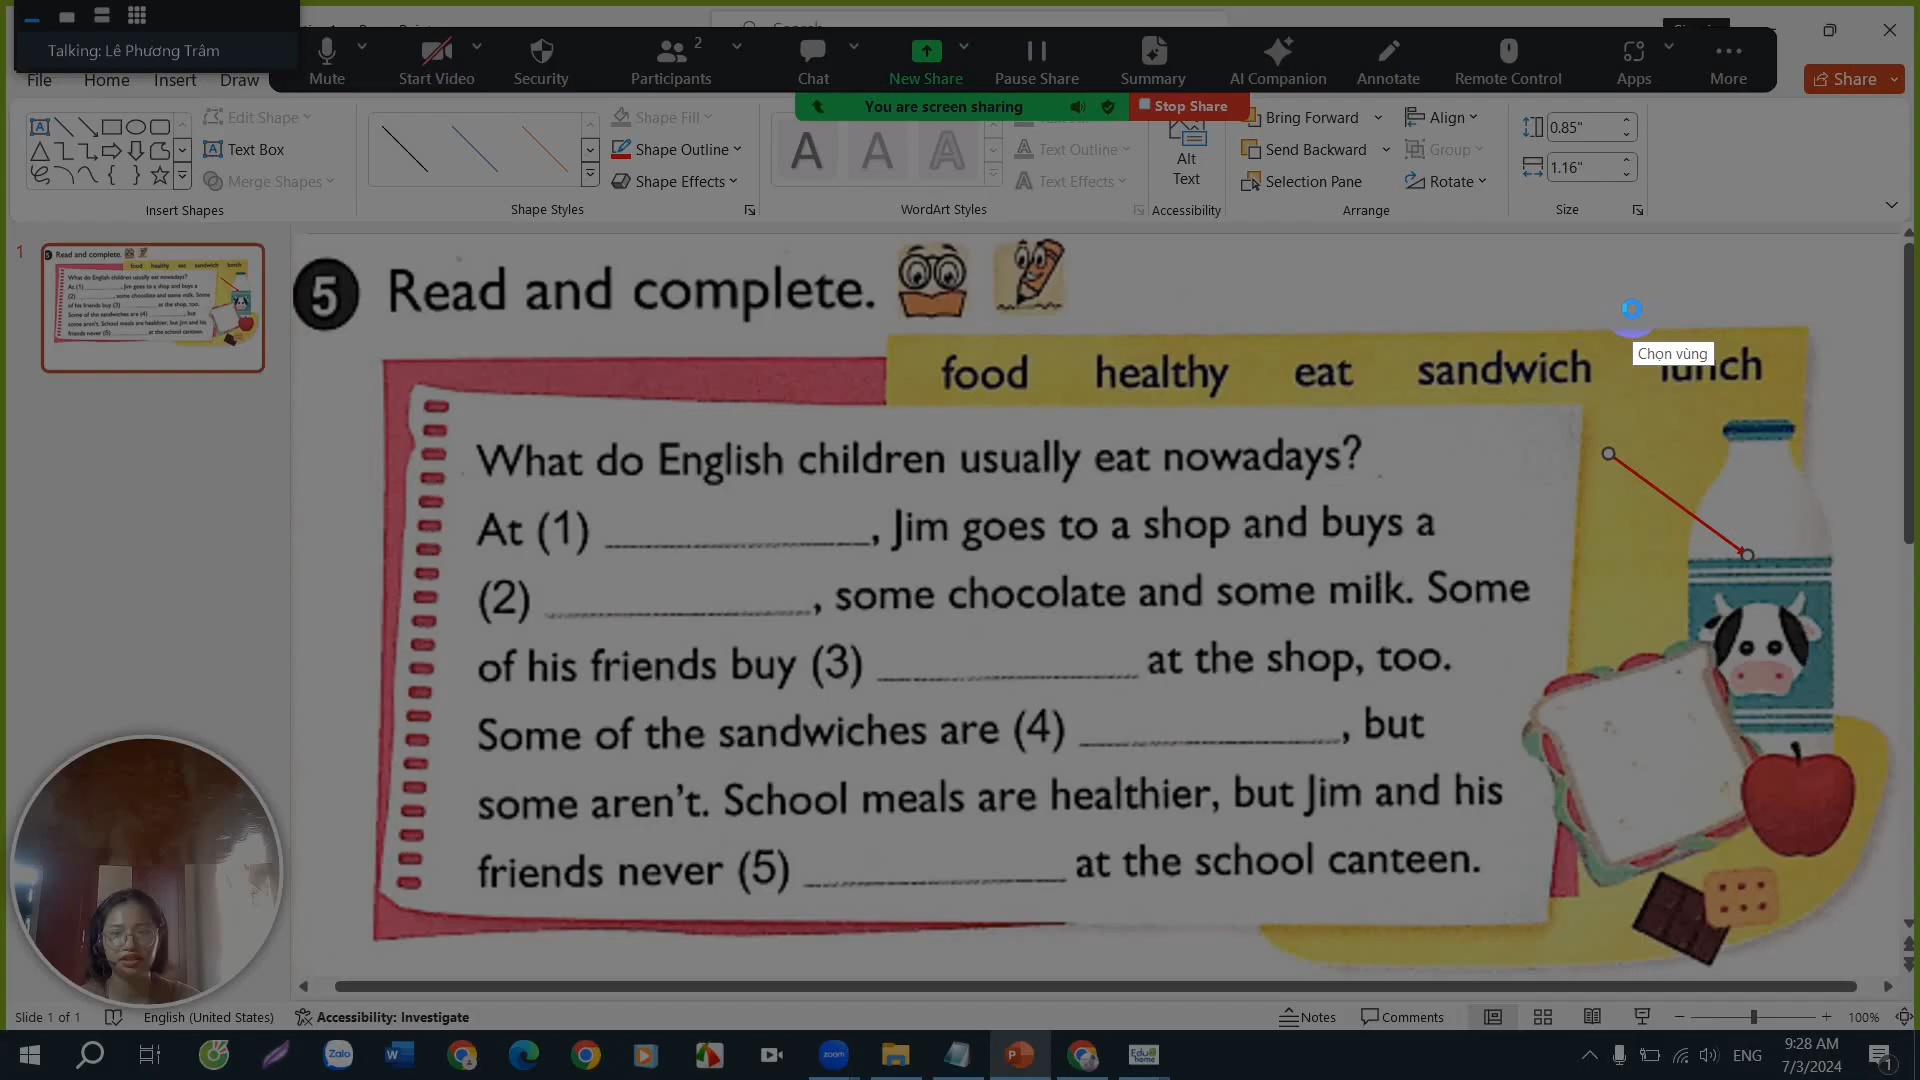 Talking: Lê Phương Trâm
Mute
Start Video
Security
2
Participants
Chat
New Share
Pause Share
Summary
AI Companion
Annotate
Remote Control
Apps
More
You are screen sharing
Stop Share
File
Home
Insert
Draw
Share
Edit Shape
Text Box
Merge Shapes
Insert Shapes
Shape Fill
Shape Outline
Shape Effects
Shape Styles
A A A
Text Outline
Text Effects
WordArt Styles
Alt
Text
Accessibility
Bring Forward
Send Backward
Selection Pane
Align
Group
Rotate
Arrange
0.85"
1.16"
Size
1
5 Read and complete.
food healthy eat sandwich lunch
Chọn vùng
What do English children usually eat nowadays?
At (1) ____________, Jim goes to a shop and buys a
(2) ____________, some chocolate and some milk. Some
of his friends buy (3) ____________ at the shop, too.
Some of the sandwiches are (4) ____________, but
some aren't. School meals are healthier, but Jim and his
friends never (5) ____________ at the school canteen.
Slide 1 of 1
English (United States)
Accessibility: Investigate
Notes
Comments
100%
Zalo
zoom
Edu
home
ENG
9:28 AM
7/3/2024
1